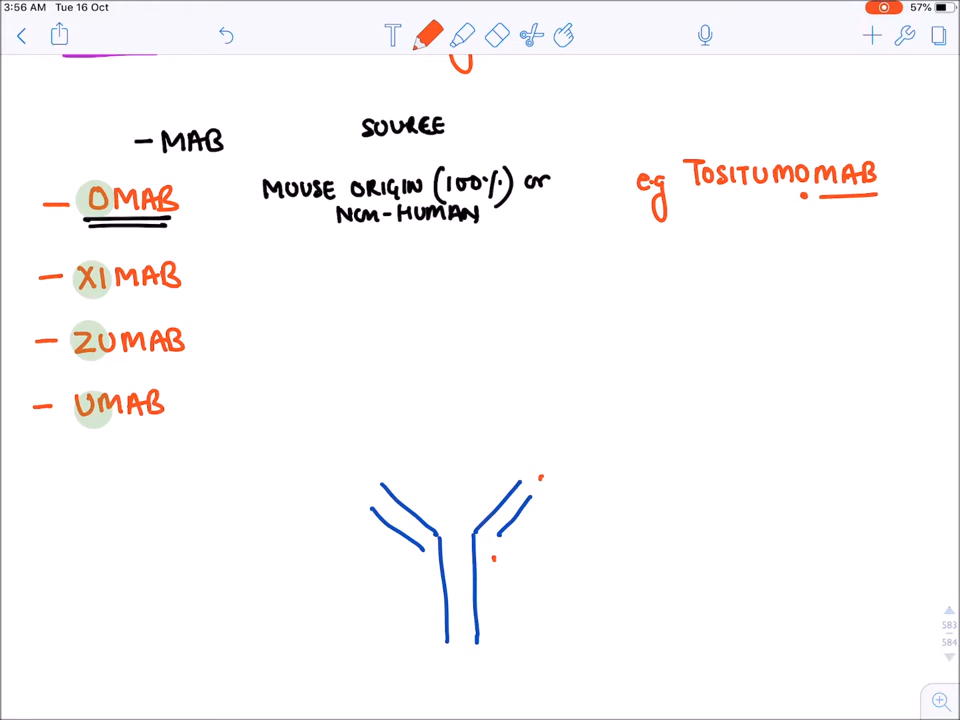 3:56 AM Tue 16 Oct
57%
T
- MAB
SOURCE
- OMAB
MOUSE ORIGIN (100%) or
NON-HUMAN
e.g TOSITUMOMAB
- XIMAB
- ZUMAB
- UMAB
583
584